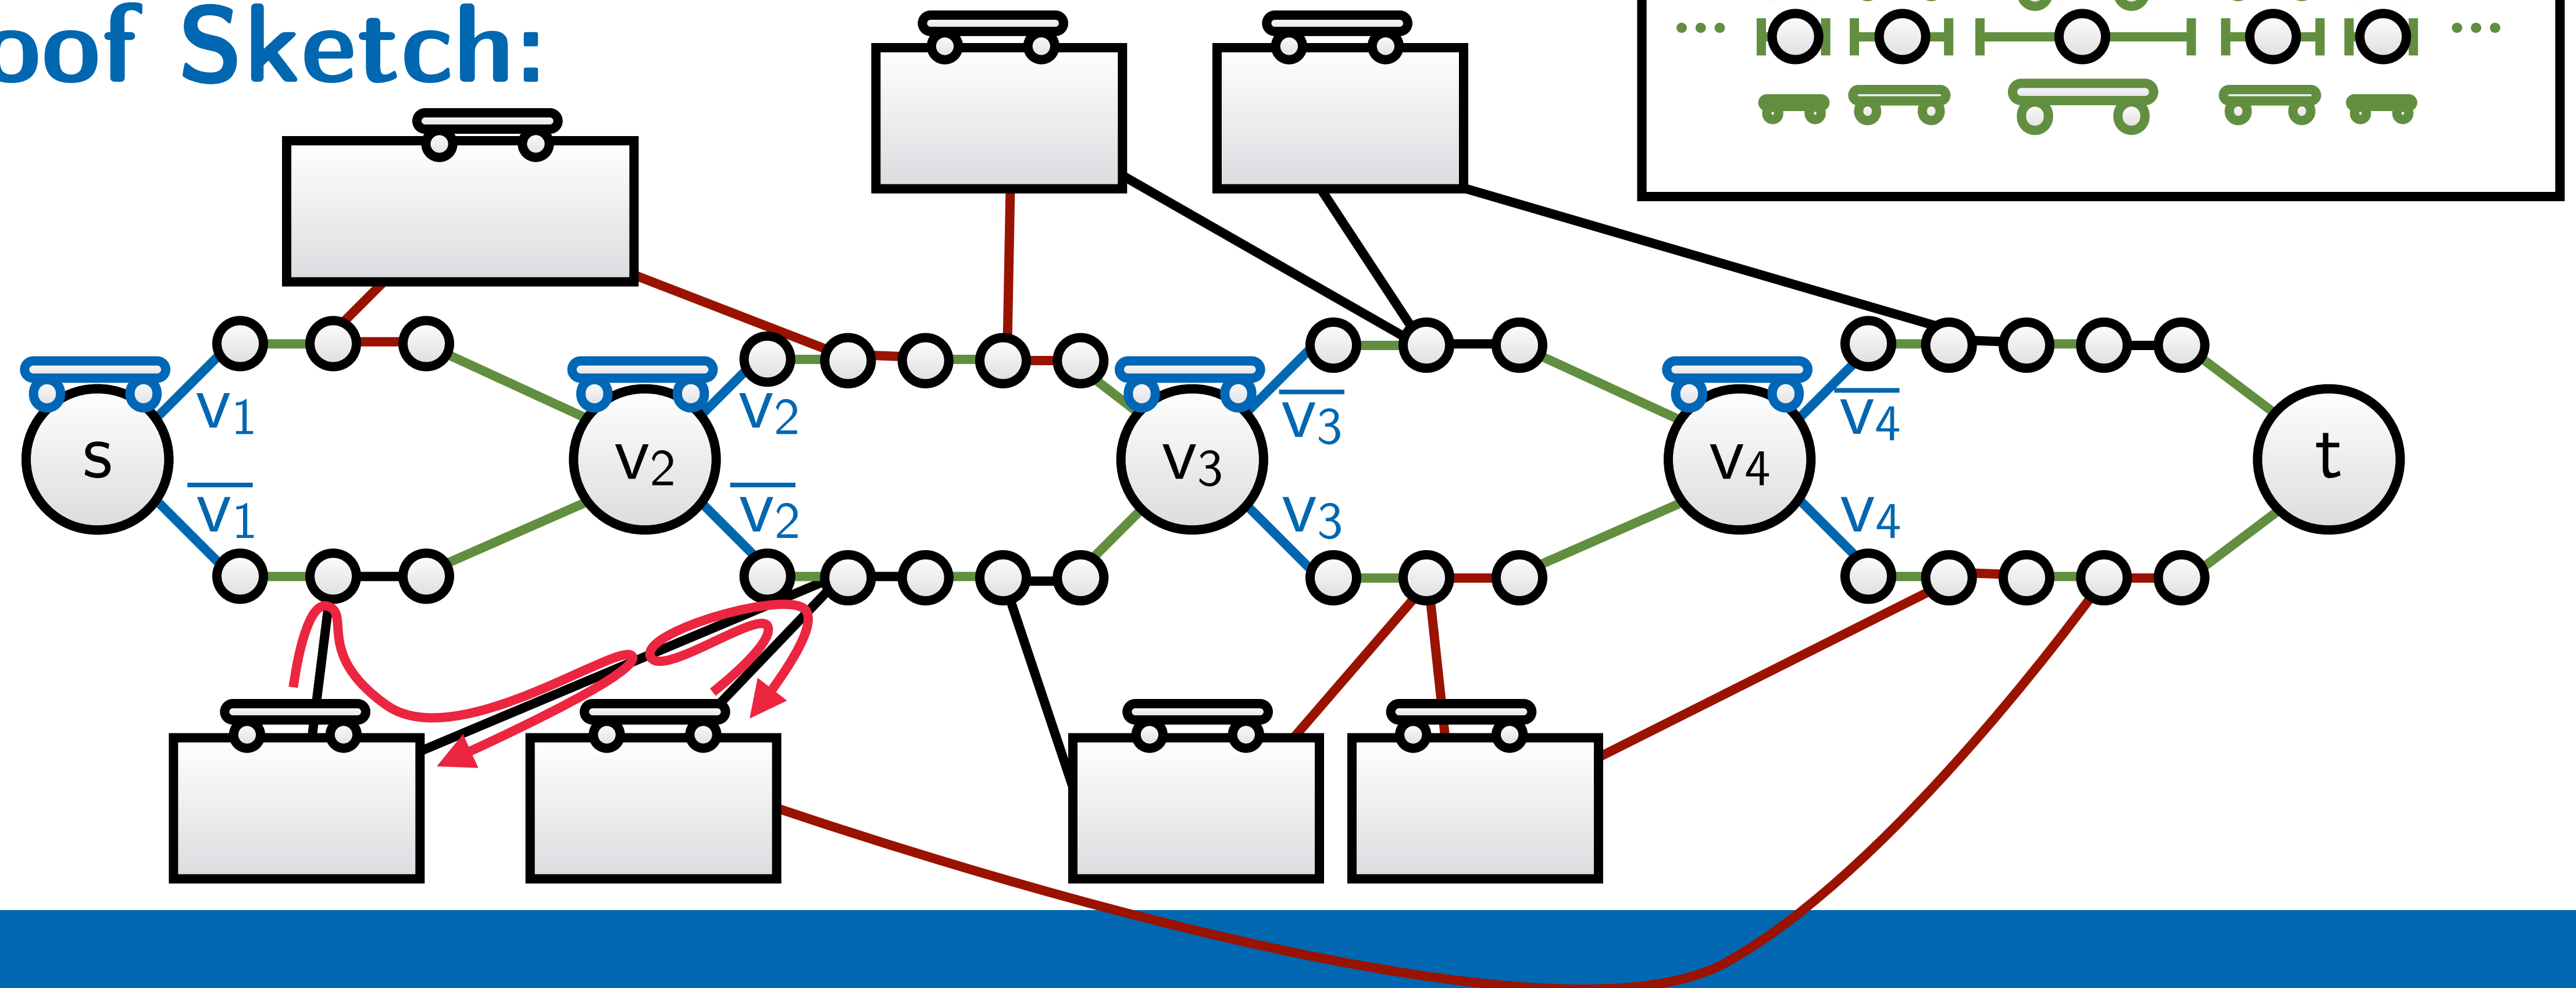 oof Sketch:
... ...
v₁ v₂ v̅₃ v̅₄
s v₂ v₃ v₄ t
v̅₁ v̅₂ v₃ v₄